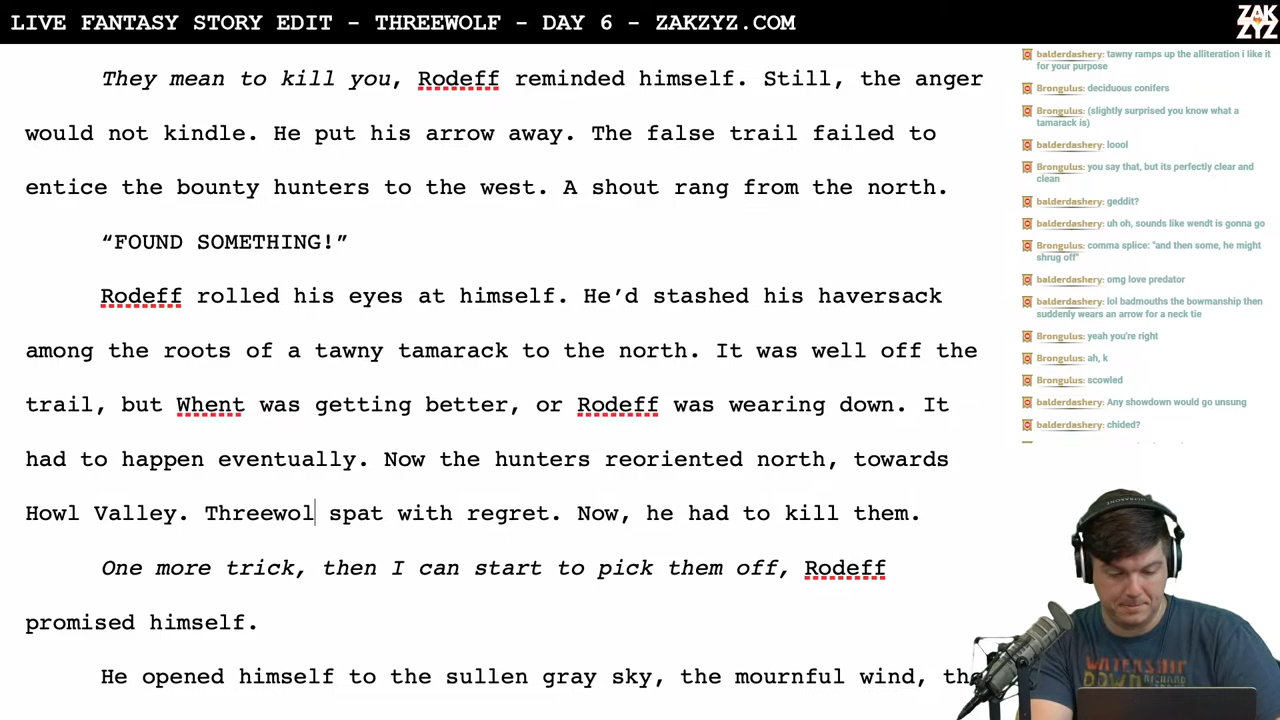 LIVE FANTASY STORY EDIT - THREEWOLF - DAY 6 - ZAKZYZ.COM
ZAK
ZYZ
They mean to kill you, Rodeff reminded himself. Still, the anger
would not kindle. He put his arrow away. The false trail failed to
entice the bounty hunters to the west. A shout rang from the north.
“FOUND SOMETHING!”
Rodeff rolled his eyes at himself. He’d stashed his haversack
among the roots of a tawny tamarack to the north. It was well off the
trail, but Whent was getting better, or Rodeff was wearing down. It
had to happen eventually. Now the hunters reoriented north, towards
Howl Valley. Threewol spat with regret. Now, he had to kill them.
One more trick, then I can start to pick them off, Rodeff
promised himself.
He opened himself to the sullen gray sky, the mournful wind, th
balderdashery: tawny ramps up the alliteration i like it
for your purpose
Brongulus: deciduous conifers
Brongulus: (slightly surprised you know what a
tamarack is)
balderdashery: loool
Brongulus: you say that, but its perfectly clear and
clean
balderdashery: geddit?
balderdashery: uh oh, sounds like wendt is gonna go
Brongulus: comma splice: "and then some, he might
shrug off"
balderdashery: omg love predator
balderdashery: lol badmouths the bowmanship then
suddenly wears an arrow for a neck tie
Brongulus: yeah you're right
Brongulus: ah, k
Brongulus: scowled
balderdashery: Any showdown would go unsung
balderdashery: chided?
WATERSHIP
DOWN